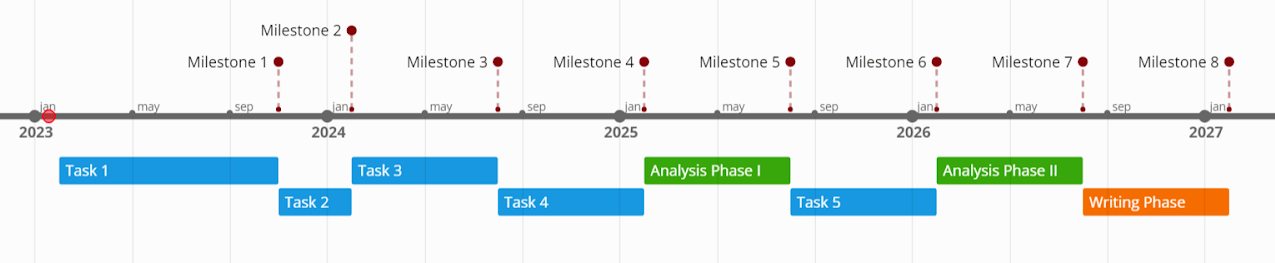 Milestone 2
Milestone 1 Milestone 3 Milestone 4 Milestone 5 Milestone 6 Milestone 7 Milestone 8
jan may sep jan may sep jan may sep jan may sep jan
2023 2024 2025 2026 2027
Task 1 Task 3 Analysis Phase I Analysis Phase II
Task 2 Task 4 Task 5 Writing Phase